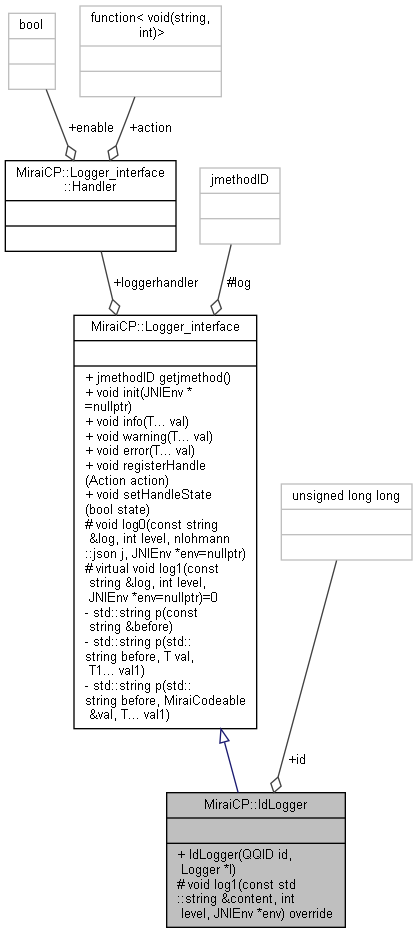 bool
function< void(string,
int)>
+enable
+action
MiraiCP::Logger_interface
::Handler
jmethodID
+loggerhandler
#log
MiraiCP::Logger_interface
+ jmethodID getjmethod()
+ void init(JNIEnv *
=nullptr)
+ void info(T... val)
+ void warning(T... val)
+ void error(T... val)
+ void registerHandle
(Action action)
+ void setHandleState
(bool state)
# void log0(const string
&log, int level, nlohmann
::json j, JNIEnv *env=nullptr)
# virtual void log1(const
string &log, int level,
JNIEnv *env=nullptr)=0
- std::string p(const
string &before)
- std::string p(std::
string before, T val,
T1... val1)
- std::string p(std::
string before, MiraiCodeable
&val, T... val1)
unsigned long long
+id
MiraiCP::IdLogger
+ IdLogger(QQID id,
Logger *l)
# void log1(const std
::string &content, int
level, JNIEnv *env) override